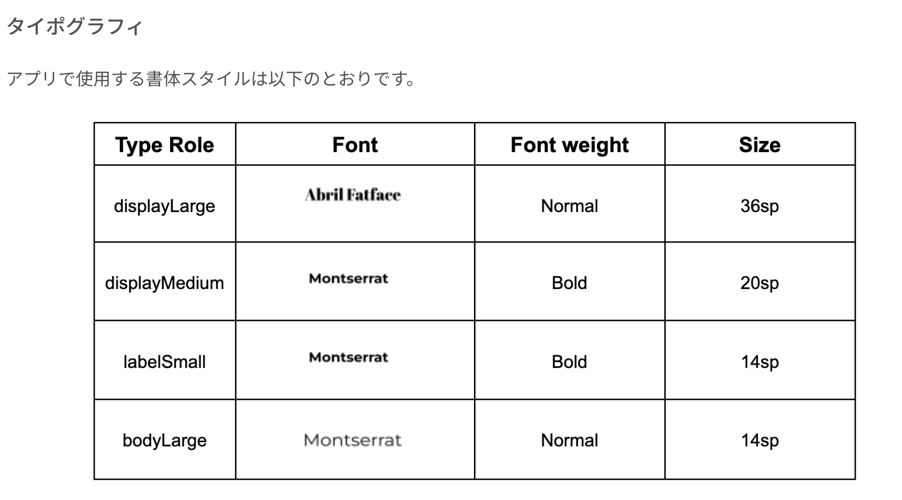 タイポグラフィ
アプリで使用する書体スタイルは以下のとおりです。
Type Role Font Font weight Size
displayLarge Abril Fatface Normal 36sp
displayMedium Montserrat Bold 20sp
labelSmall Montserrat Bold 14sp
bodyLarge Montserrat Normal 14sp